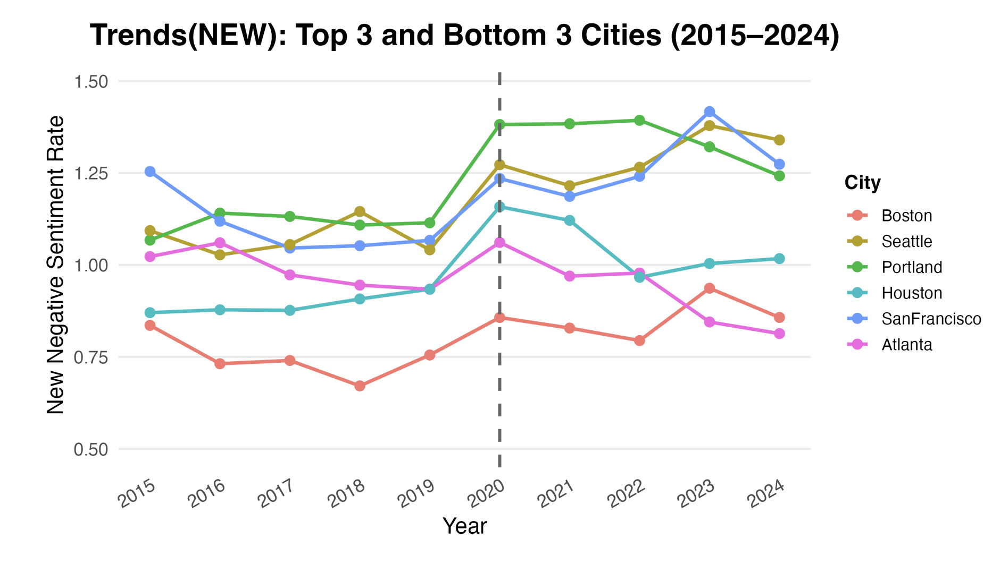 Trends(NEW): Top 3 and Bottom 3 Cities (2015–2024)
New Negative Sentiment Rate
1.50
1.25
1.00
0.75
0.50
2015
2016
2017
2018
2019
2020
2021
2022
2023
2024
Year
City
Boston
Seattle
Portland
Houston
SanFrancisco
Atlanta